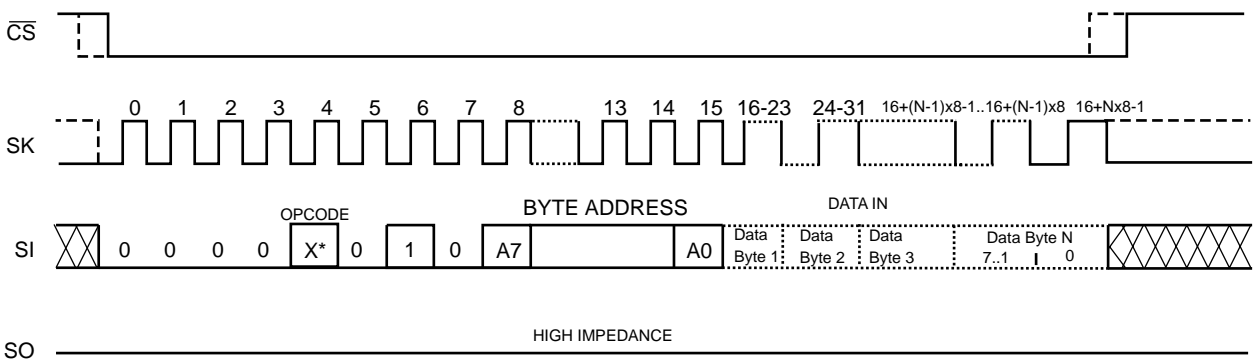 C̅S̅
0 1 2 3 4 5 6 7 8 13 14 15 16-23 24-31 16+(N-1)x8-1..16+(N-1)x8 16+Nx8-1
SK
OPCODE BYTE ADDRESS DATA IN
SI 0 0 0 0 X* 0 1 0 A7 A0 Data Byte 1 Data Byte 2 Data Byte 3 Data Byte N 7..1 0
HIGH IMPEDANCE
SO